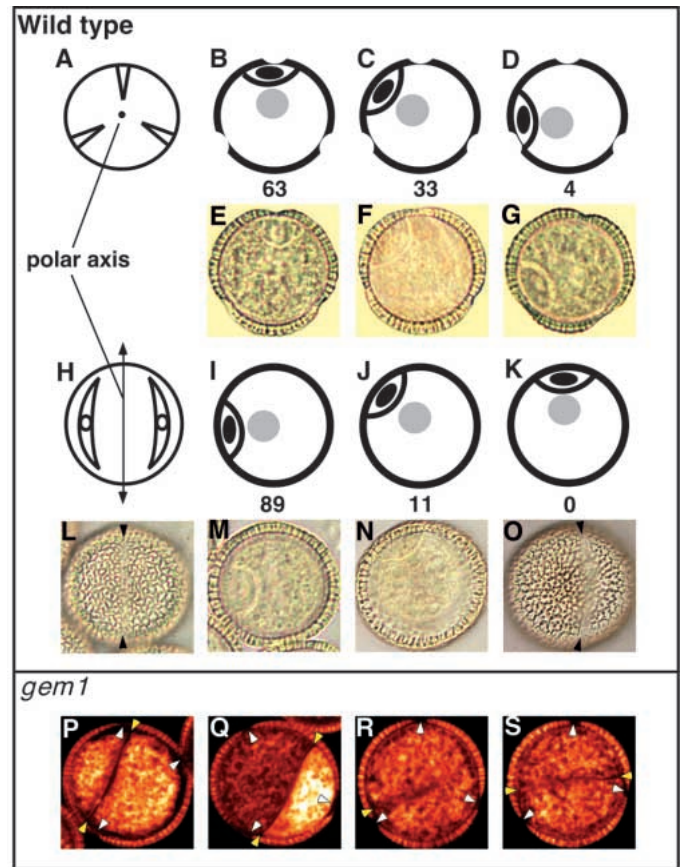 Wild type
A B C D
63 33 4
E F G
polar axis
H I J K
89 11 0
L M N O
gem1
P Q R S